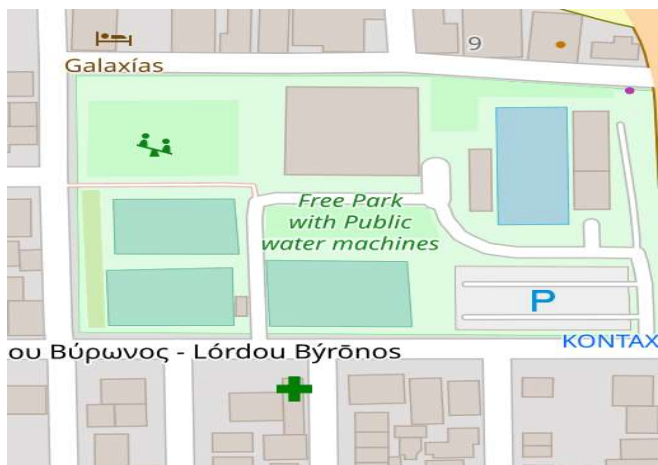 9
Galaxías
Free Park
with Public
water machines
P
KONTAX
ου Βύρωνος - Lórdou Býrōnos